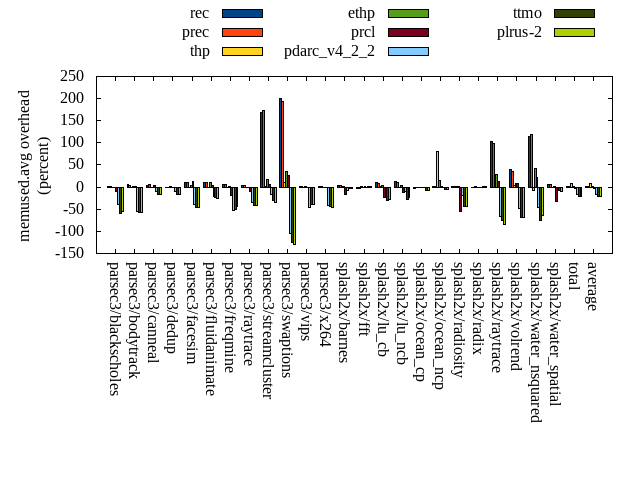 rec
prec
thp
ethp
prcl
pdarc_v4_2_2
ttmo
plrus-2
memused.avg overhead
(percent)
250
200
150
100
50
0
-50
-100
-150
parsec3/blackscholes
parsec3/bodytrack
parsec3/canneal
parsec3/dedup
parsec3/facesim
parsec3/fluidanimate
parsec3/freqmine
parsec3/raytrace
parsec3/streamcluster
parsec3/swaptions
parsec3/vips
parsec3/x264
splash2x/barnes
splash2x/fft
splash2x/lu_cb
splash2x/lu_ncb
splash2x/ocean_cp
splash2x/ocean_ncp
splash2x/radiosity
splash2x/radix
splash2x/raytrace
splash2x/volrend
splash2x/water_nsquared
splash2x/water_spatial
total
average